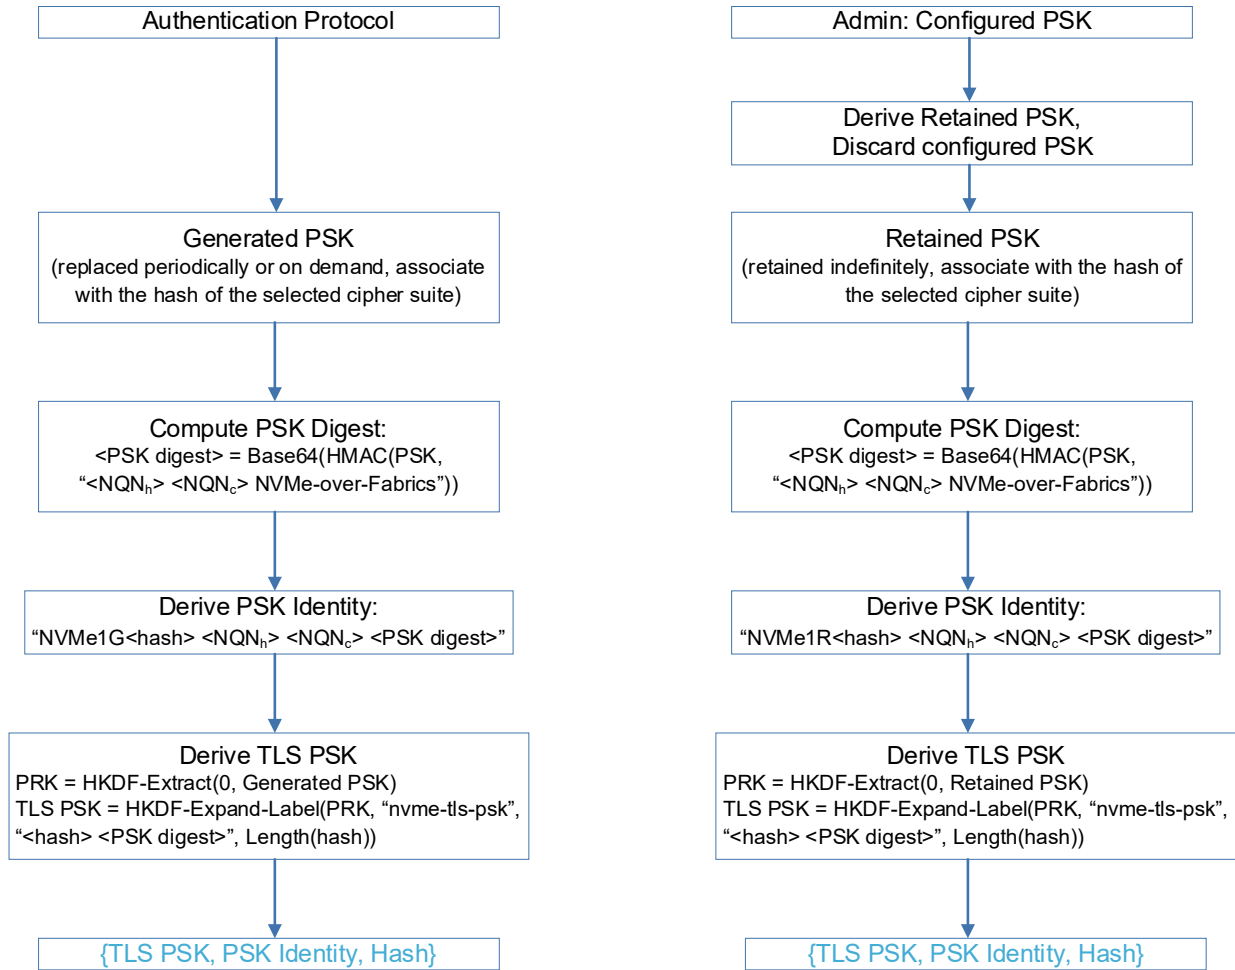 Authentication Protocol
Generated PSK
(replaced periodically or on demand, associate
with the hash of the selected cipher suite)
Compute PSK Digest:
<PSK digest> = Base64(HMAC(PSK,
“<NQNₕ> <NQN꜀> NVMe-over-Fabrics”))
Derive PSK Identity:
“NVMe1G<hash> <NQNₕ> <NQN꜀> <PSK digest>”
Derive TLS PSK
PRK = HKDF-Extract(0, Generated PSK)
TLS PSK = HKDF-Expand-Label(PRK, “nvme-tls-psk”,
“<hash> <PSK digest>”, Length(hash))
{TLS PSK, PSK Identity, Hash}
Admin: Configured PSK
Derive Retained PSK,
Discard configured PSK
Retained PSK
(retained indefinitely, associate with the hash of
the selected cipher suite)
Compute PSK Digest:
<PSK digest> = Base64(HMAC(PSK,
“<NQNₕ> <NQN꜀> NVMe-over-Fabrics”))
Derive PSK Identity:
“NVMe1R<hash> <NQNₕ> <NQN꜀> <PSK digest>”
Derive TLS PSK
PRK = HKDF-Extract(0, Retained PSK)
TLS PSK = HKDF-Expand-Label(PRK, “nvme-tls-psk”,
“<hash> <PSK digest>”, Length(hash))
{TLS PSK, PSK Identity, Hash}